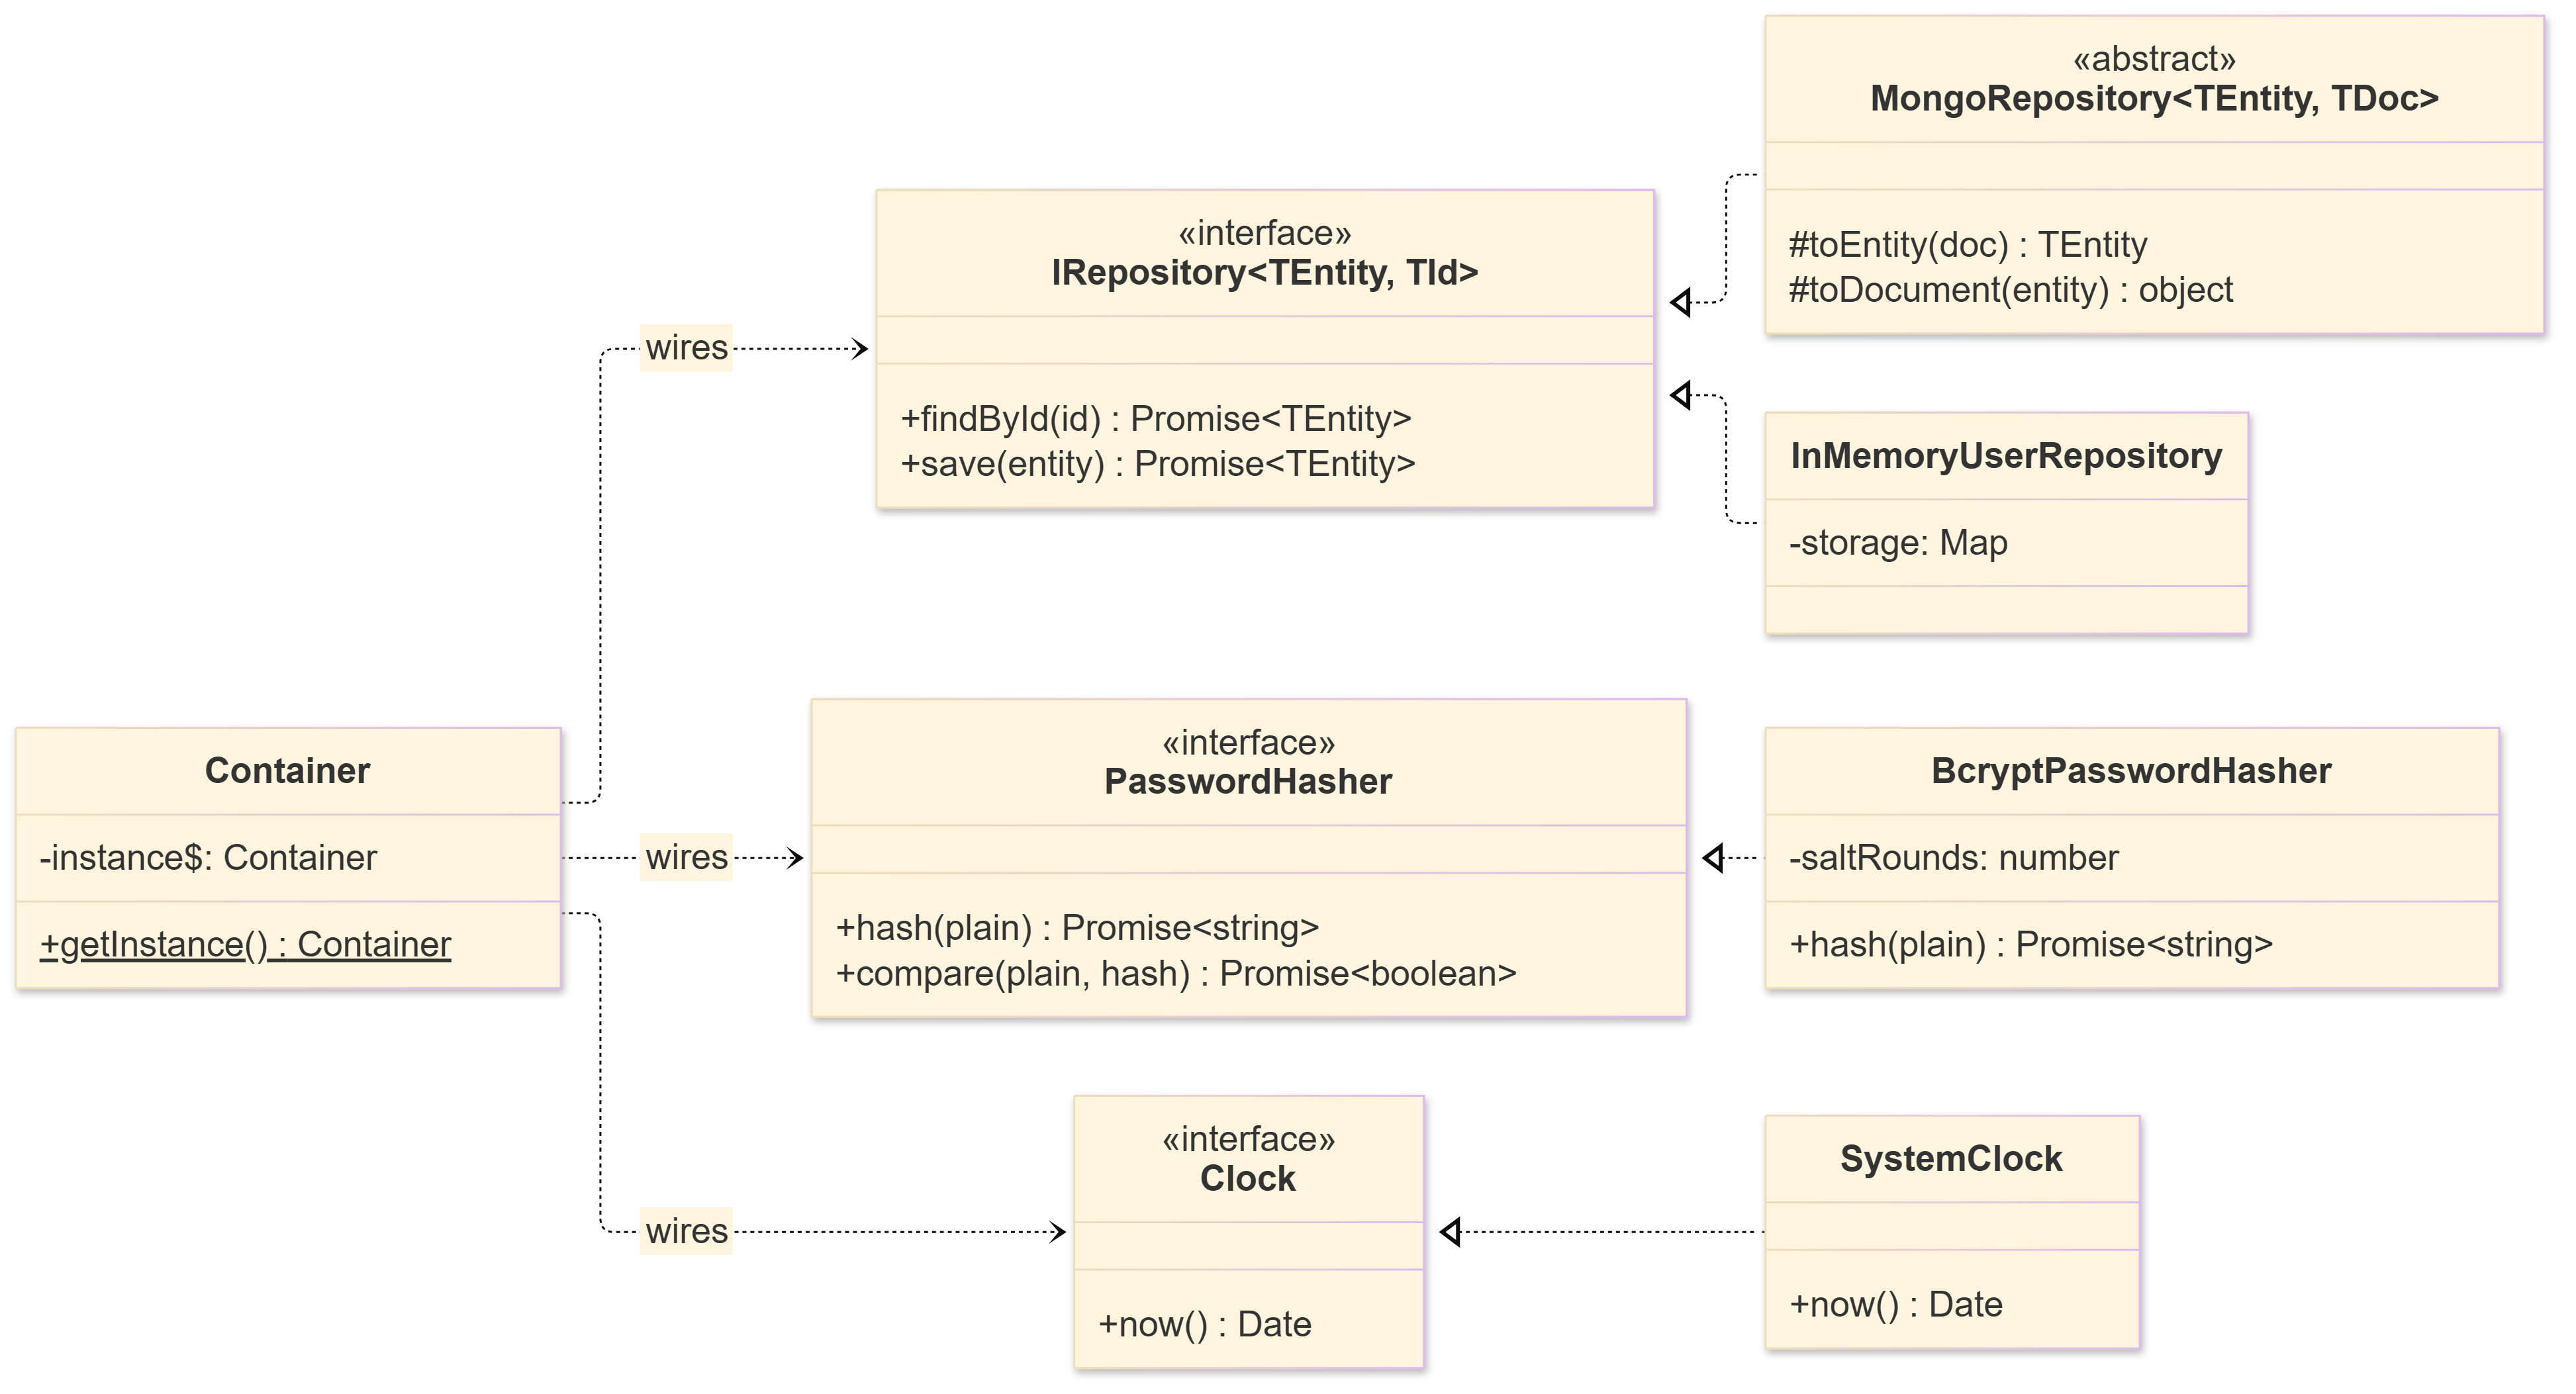 «abstract»
MongoRepository<TEntity, TDoc>
#toEntity(doc) : TEntity
#toDocument(entity) : object
«interface»
IRepository<TEntity, TId>
+findById(id) : Promise<TEntity>
+save(entity) : Promise<TEntity>
wires
InMemoryUserRepository
-storage: Map
Container
-instance$: Container
+getInstance() : Container
wires
«interface»
PasswordHasher
+hash(plain) : Promise<string>
+compare(plain, hash) : Promise<boolean>
BcryptPasswordHasher
-saltRounds: number
+hash(plain) : Promise<string>
wires
«interface»
Clock
+now() : Date
SystemClock
+now() : Date